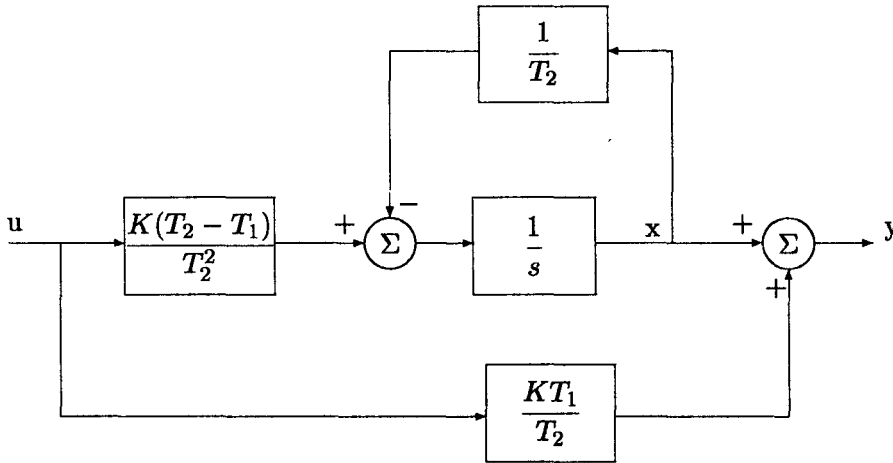 1
T₂
−
u
K(T₂ − T₁)
T₂²
+
Σ
1
s
x
+
Σ
y
+
KT₁
T₂